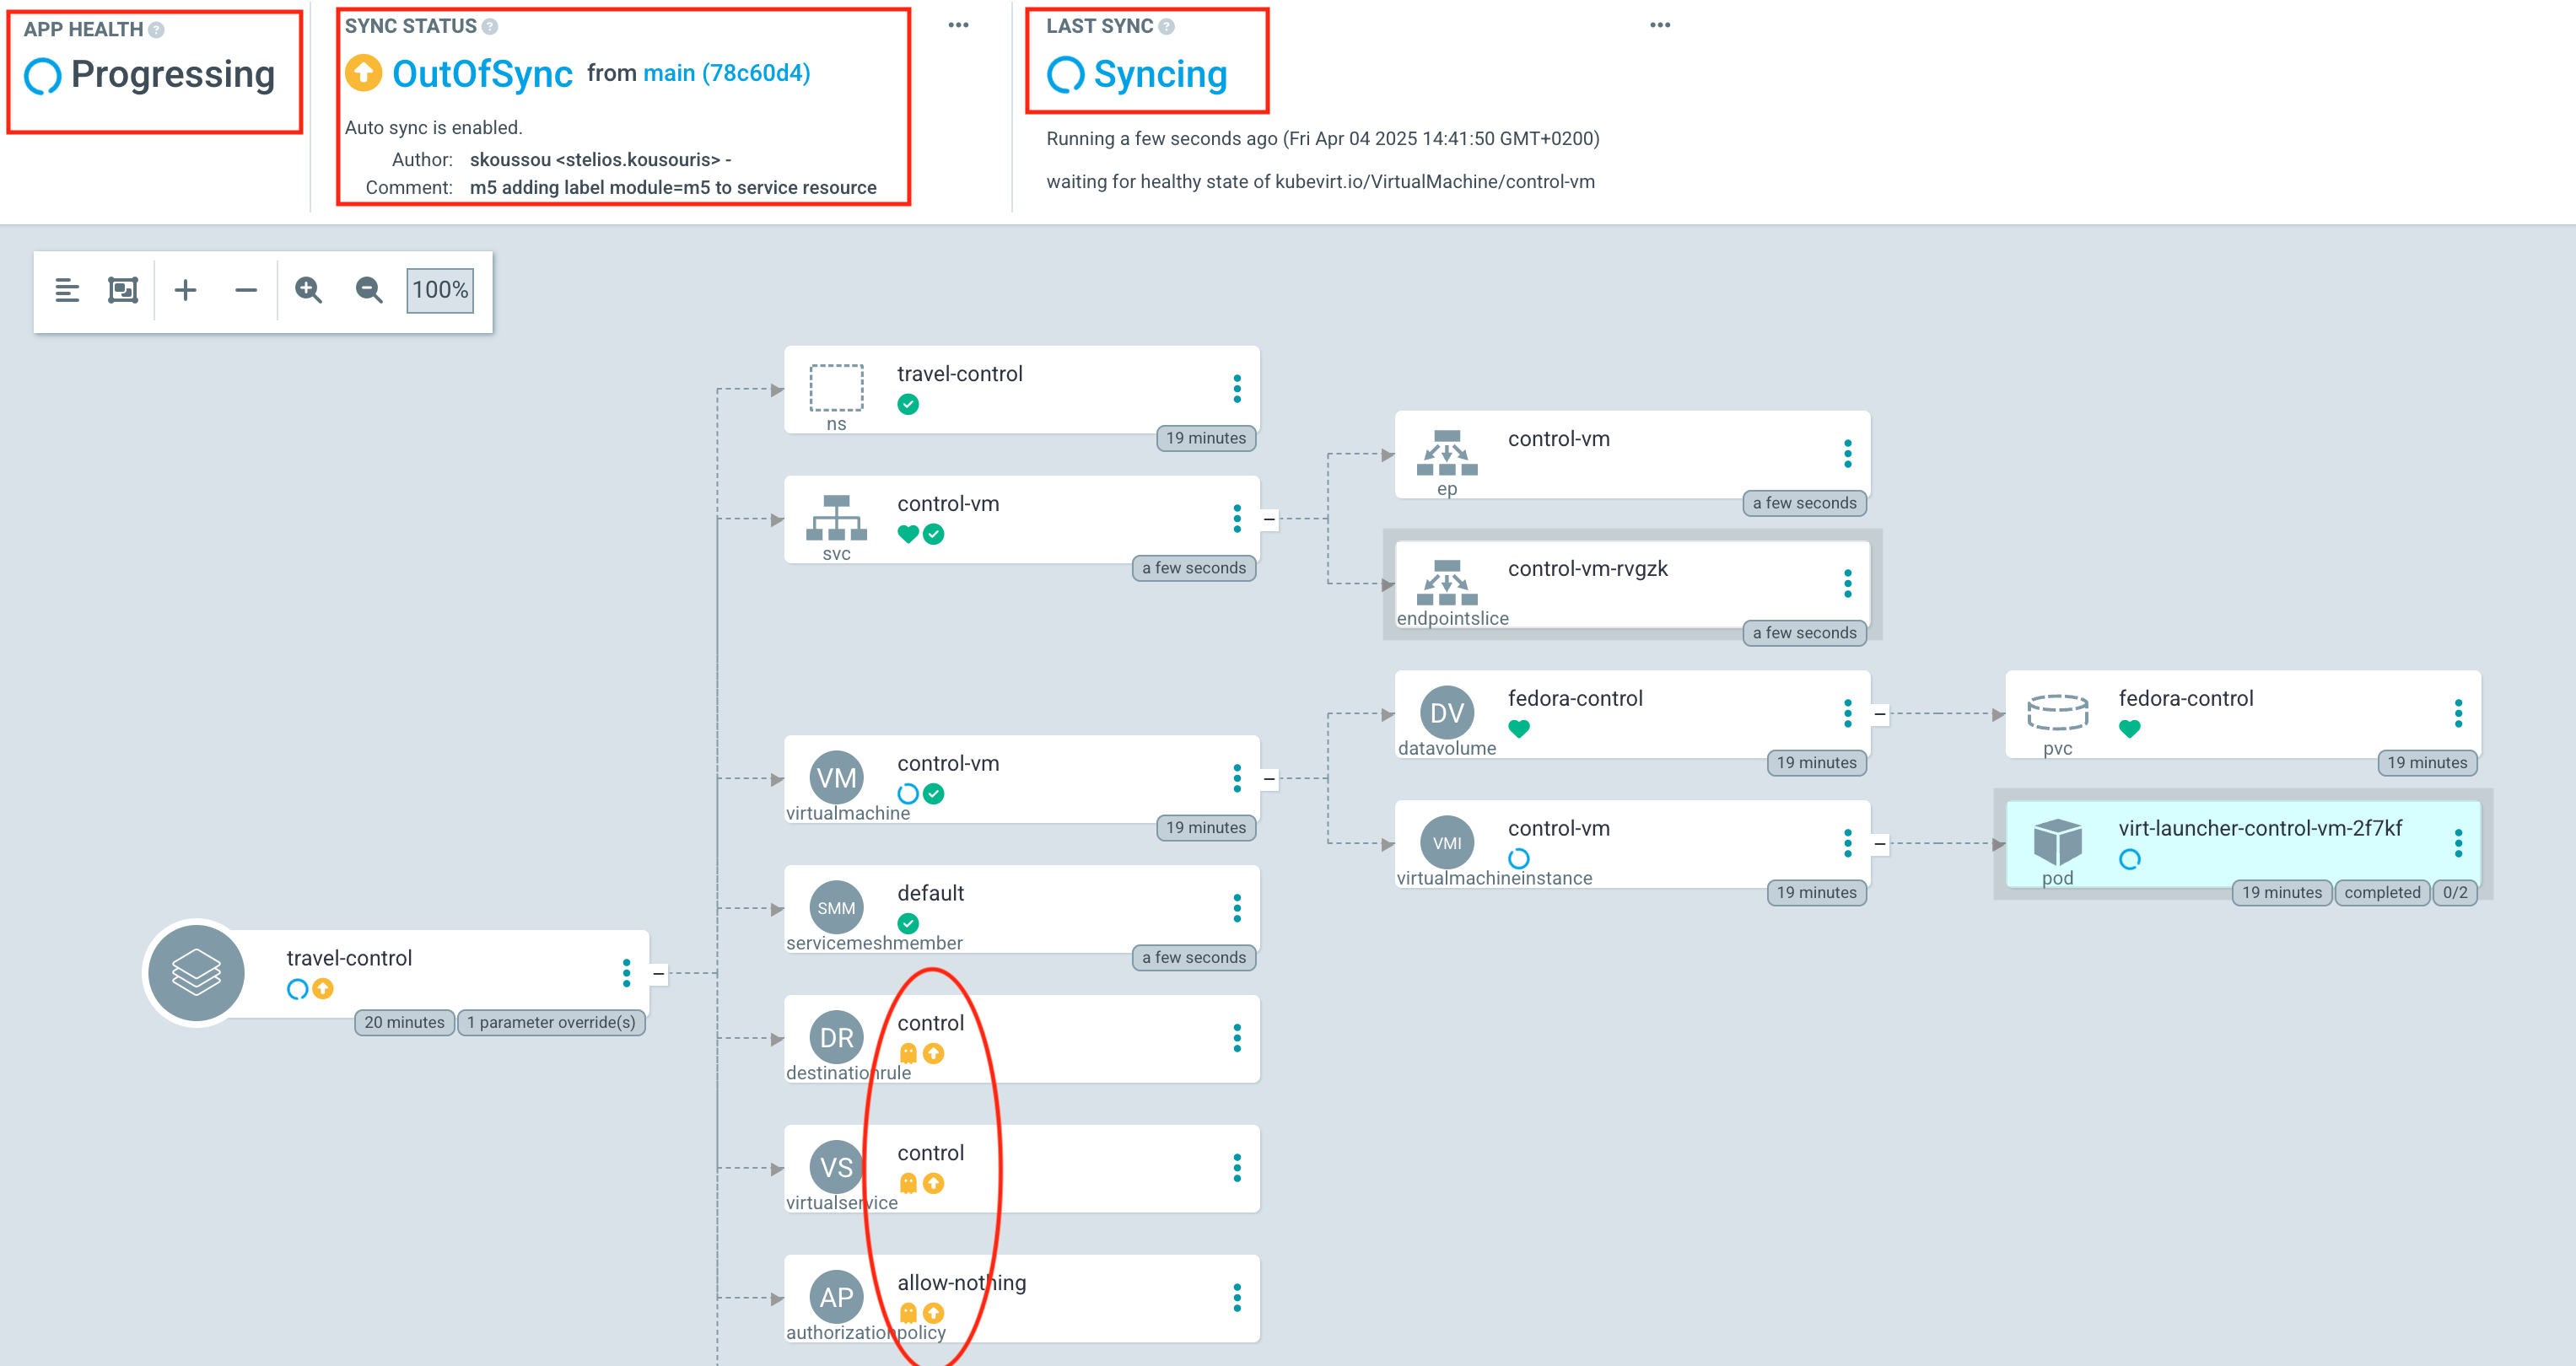 APP HEALTH ?
Progressing
SYNC STATUS ?
OutOfSync from main (78c60d4)
Auto sync is enabled.
Author: skoussou <stelios.kousouris> -
Comment: m5 adding label module=m5 to service resource
LAST SYNC ?
Syncing
Running a few seconds ago (Fri Apr 04 2025 14:41:50 GMT+0200)
waiting for healthy state of kubevirt.io/VirtualMachine/control-vm
100%
travel-control
ns
19 minutes
control-vm
svc
a few seconds
control-vm
ep
a few seconds
control-vm-rvgzk
endpointslice
a few seconds
VM
control-vm
virtualmachine
19 minutes
DV
fedora-control
datavolume
19 minutes
fedora-control
pvc
19 minutes
VMI
control-vm
virtualmachineinstance
19 minutes
virt-launcher-control-vm-2f7kf
pod
19 minutes completed 0/2
SMM
default
servicemeshmember
a few seconds
travel-control
20 minutes 1 parameter override(s)
DR
control
destinationrule
VS
control
virtualservice
AP
allow-nothing
authorizationpolicy